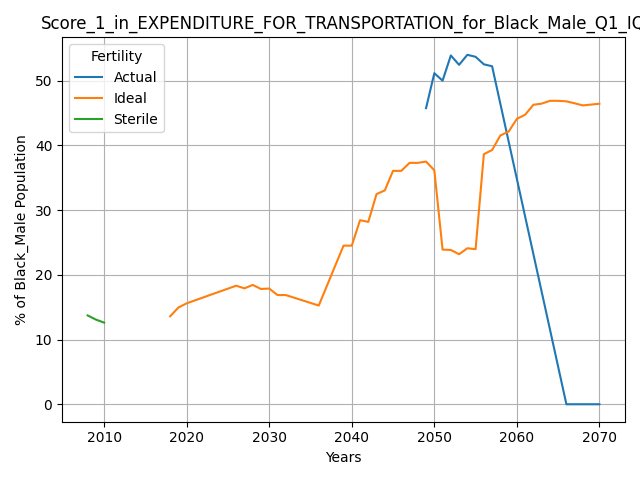 Score_1_in_EXPENDITURE_FOR_TRANSPORTATION_for_Black_Male_Q1_IQ
Fertility
Actual
Ideal
Sterile
% of Black_Male Population
50
40
30
20
10
0
2010 2020 2030 2040 2050 2060 2070
Years